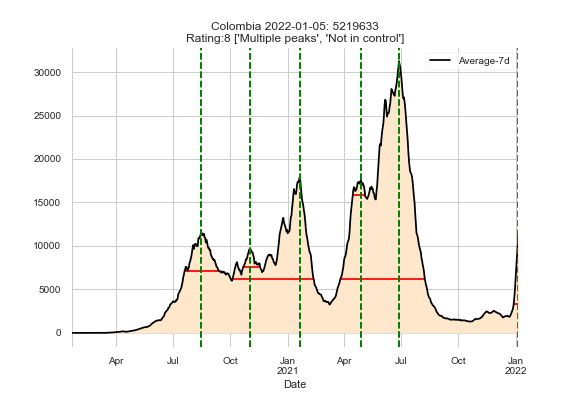 Colombia 2022-01-05: 5219633
Rating:8 ['Multiple peaks', 'Not in control']
Average-7d
30000
25000
20000
15000
10000
5000
0
Apr Jul Oct Jan Apr Jul Oct Jan
2021 2022
Date